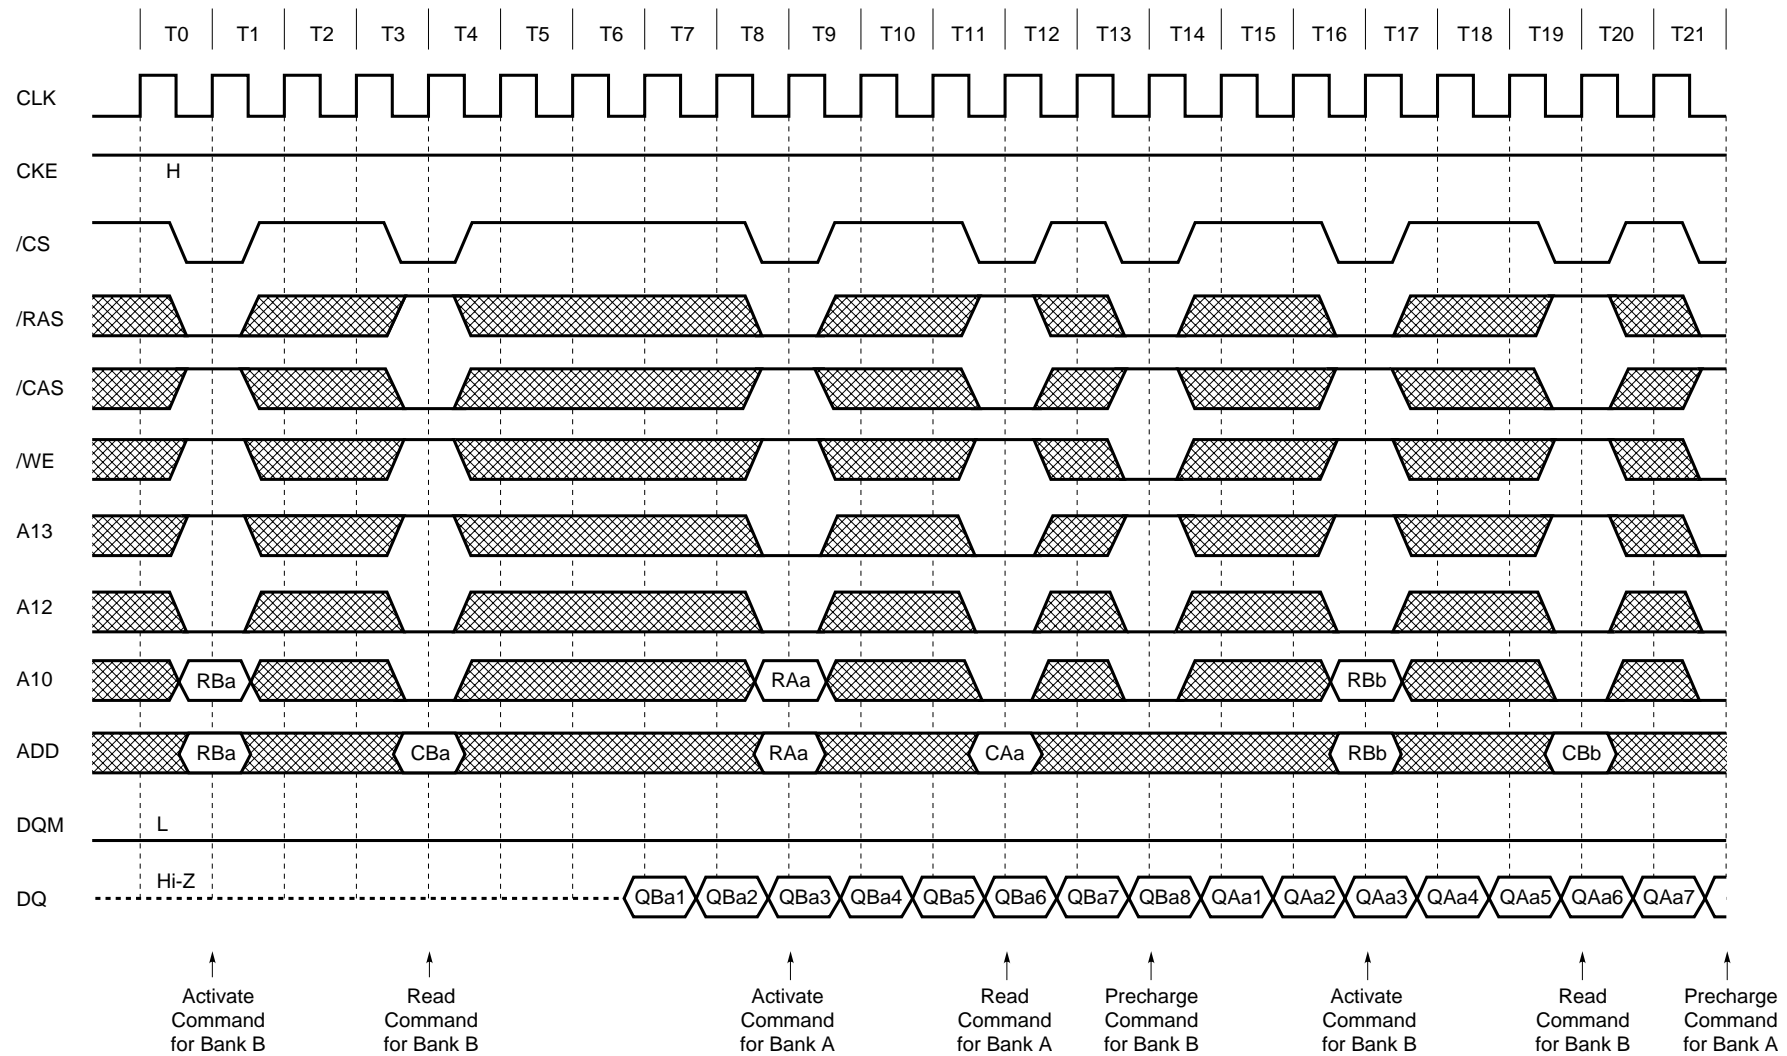 T0 T1 T2 T3 T4 T5 T6 T7 T8 T9 T10 T11 T12 T13 T14 T15 T16 T17 T18 T19 T20 T21
CLK
CKE H
/CS
/RAS
/CAS
/WE
A13
A12
A10 RBa RAa RBb
ADD RBa CBa RAa CAa RBb CBb
DQM L
DQ Hi-Z QBa1 QBa2 QBa3 QBa4 QBa5 QBa6 QBa7 QBa8 QAa1 QAa2 QAa3 QAa4 QAa5 QAa6 QAa7
Activate Read Activate Read Precharge Activate Read Precharge
Command Command Command Command Command Command Command Command
for Bank B for Bank B for Bank A for Bank A for Bank B for Bank B for Bank B for Bank A